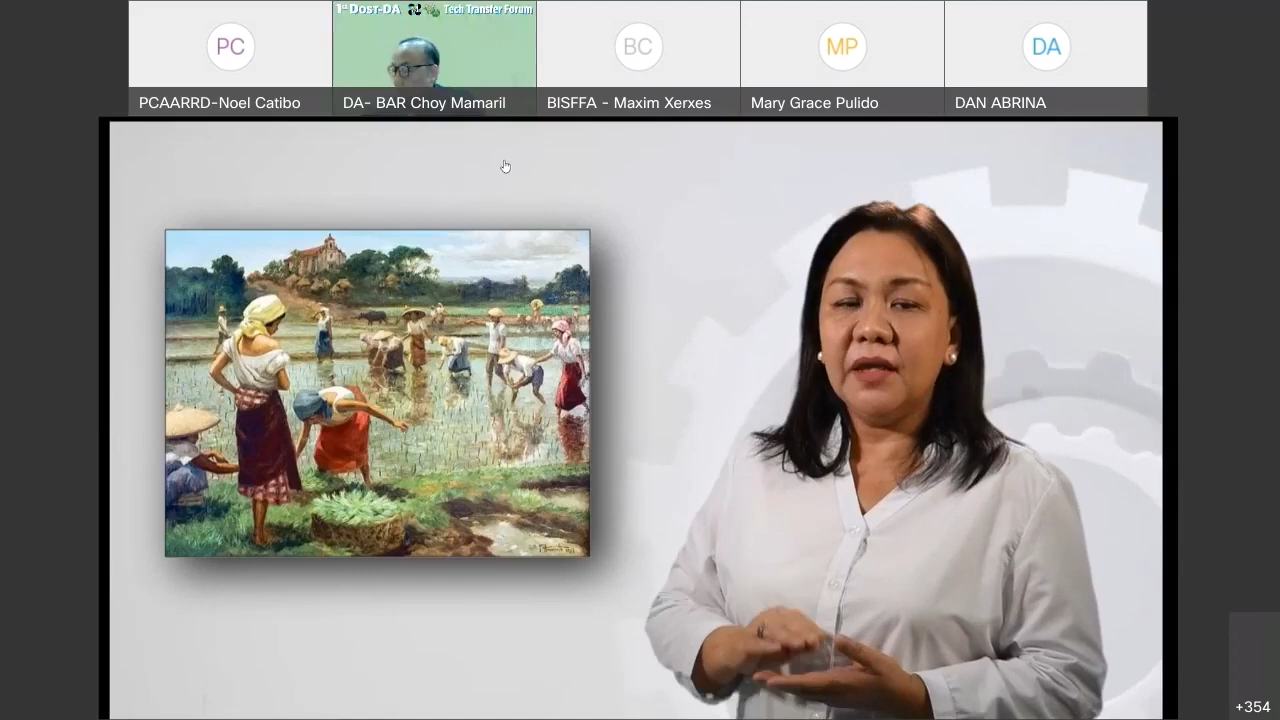 PC
PCAARRD-Noel Catibo
1st DOST-DA Tech Transfer Forum
DA- BAR Choy Mamaril
BC
BISFFA - Maxim Xerxes
MP
Mary Grace Pulido
DA
DAN ABRINA
+354